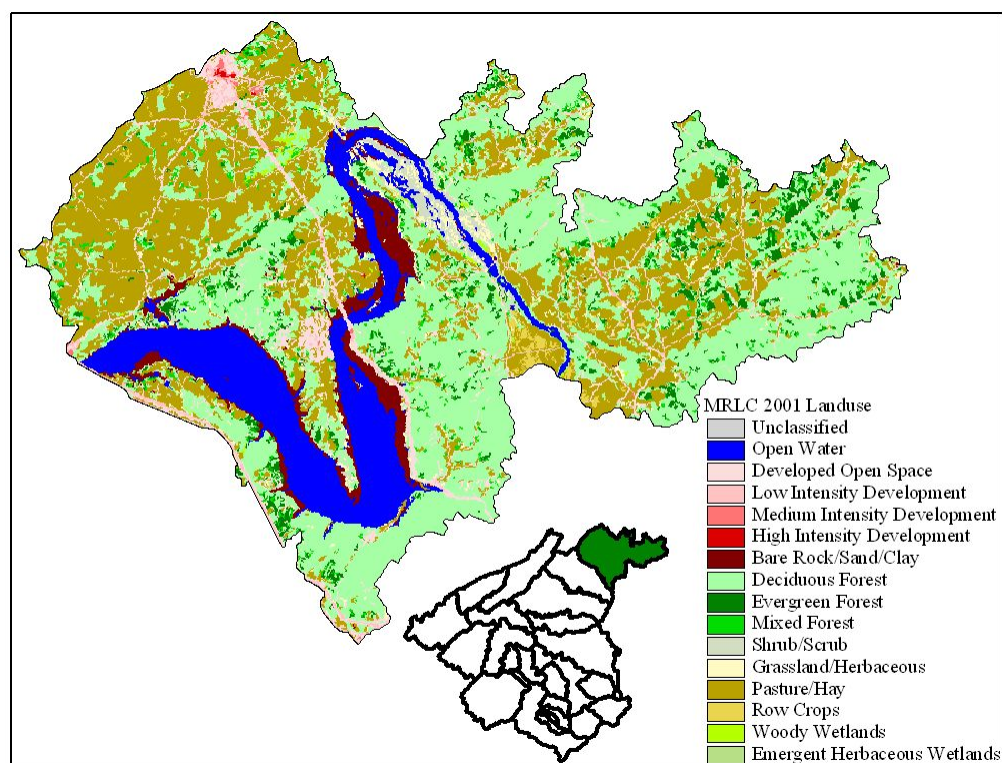 MRLC 2001 Landuse
Unclassified
Open Water
Developed Open Space
Low Intensity Development
Medium Intensity Development
High Intensity Development
Bare Rock/Sand/Clay
Deciduous Forest
Evergreen Forest
Mixed Forest
Shrub/Scrub
Grassland/Herbaceous
Pasture/Hay
Row Crops
Woody Wetlands
Emergent Herbaceous Wetlands